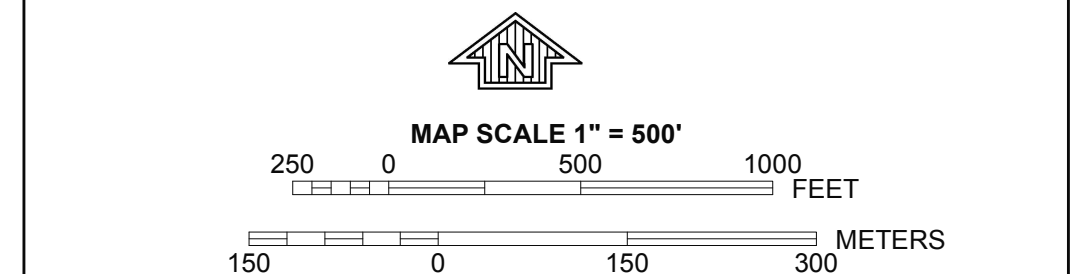 N
MAP SCALE 1" = 500'
250 0 500 1000
FEET
METERS
150 0 150 300